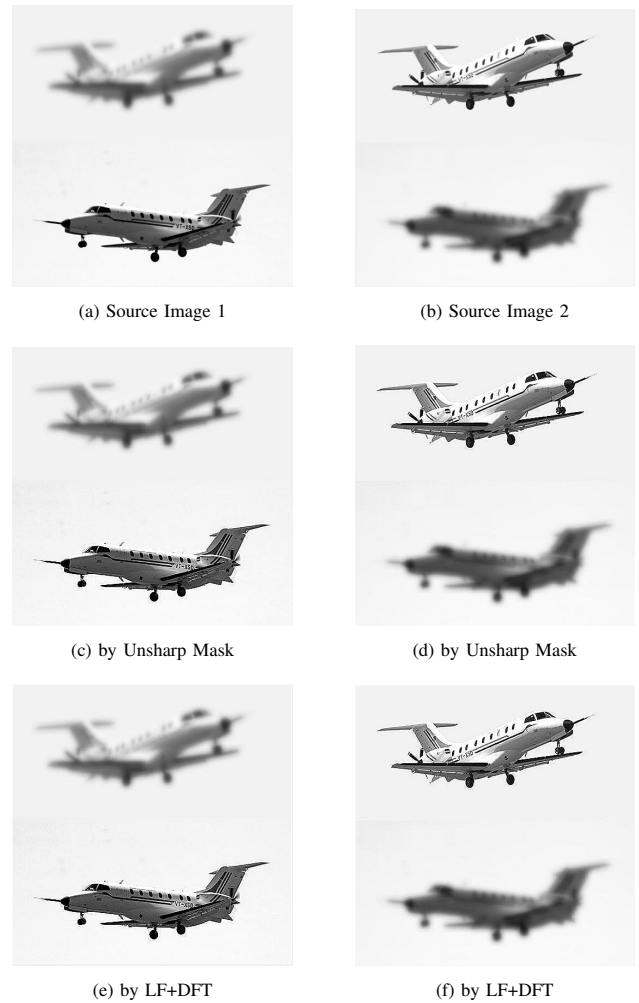 (a) Source Image 1
(b) Source Image 2
(c) by Unsharp Mask
(d) by Unsharp Mask
(e) by LF+DFT
(f) by LF+DFT